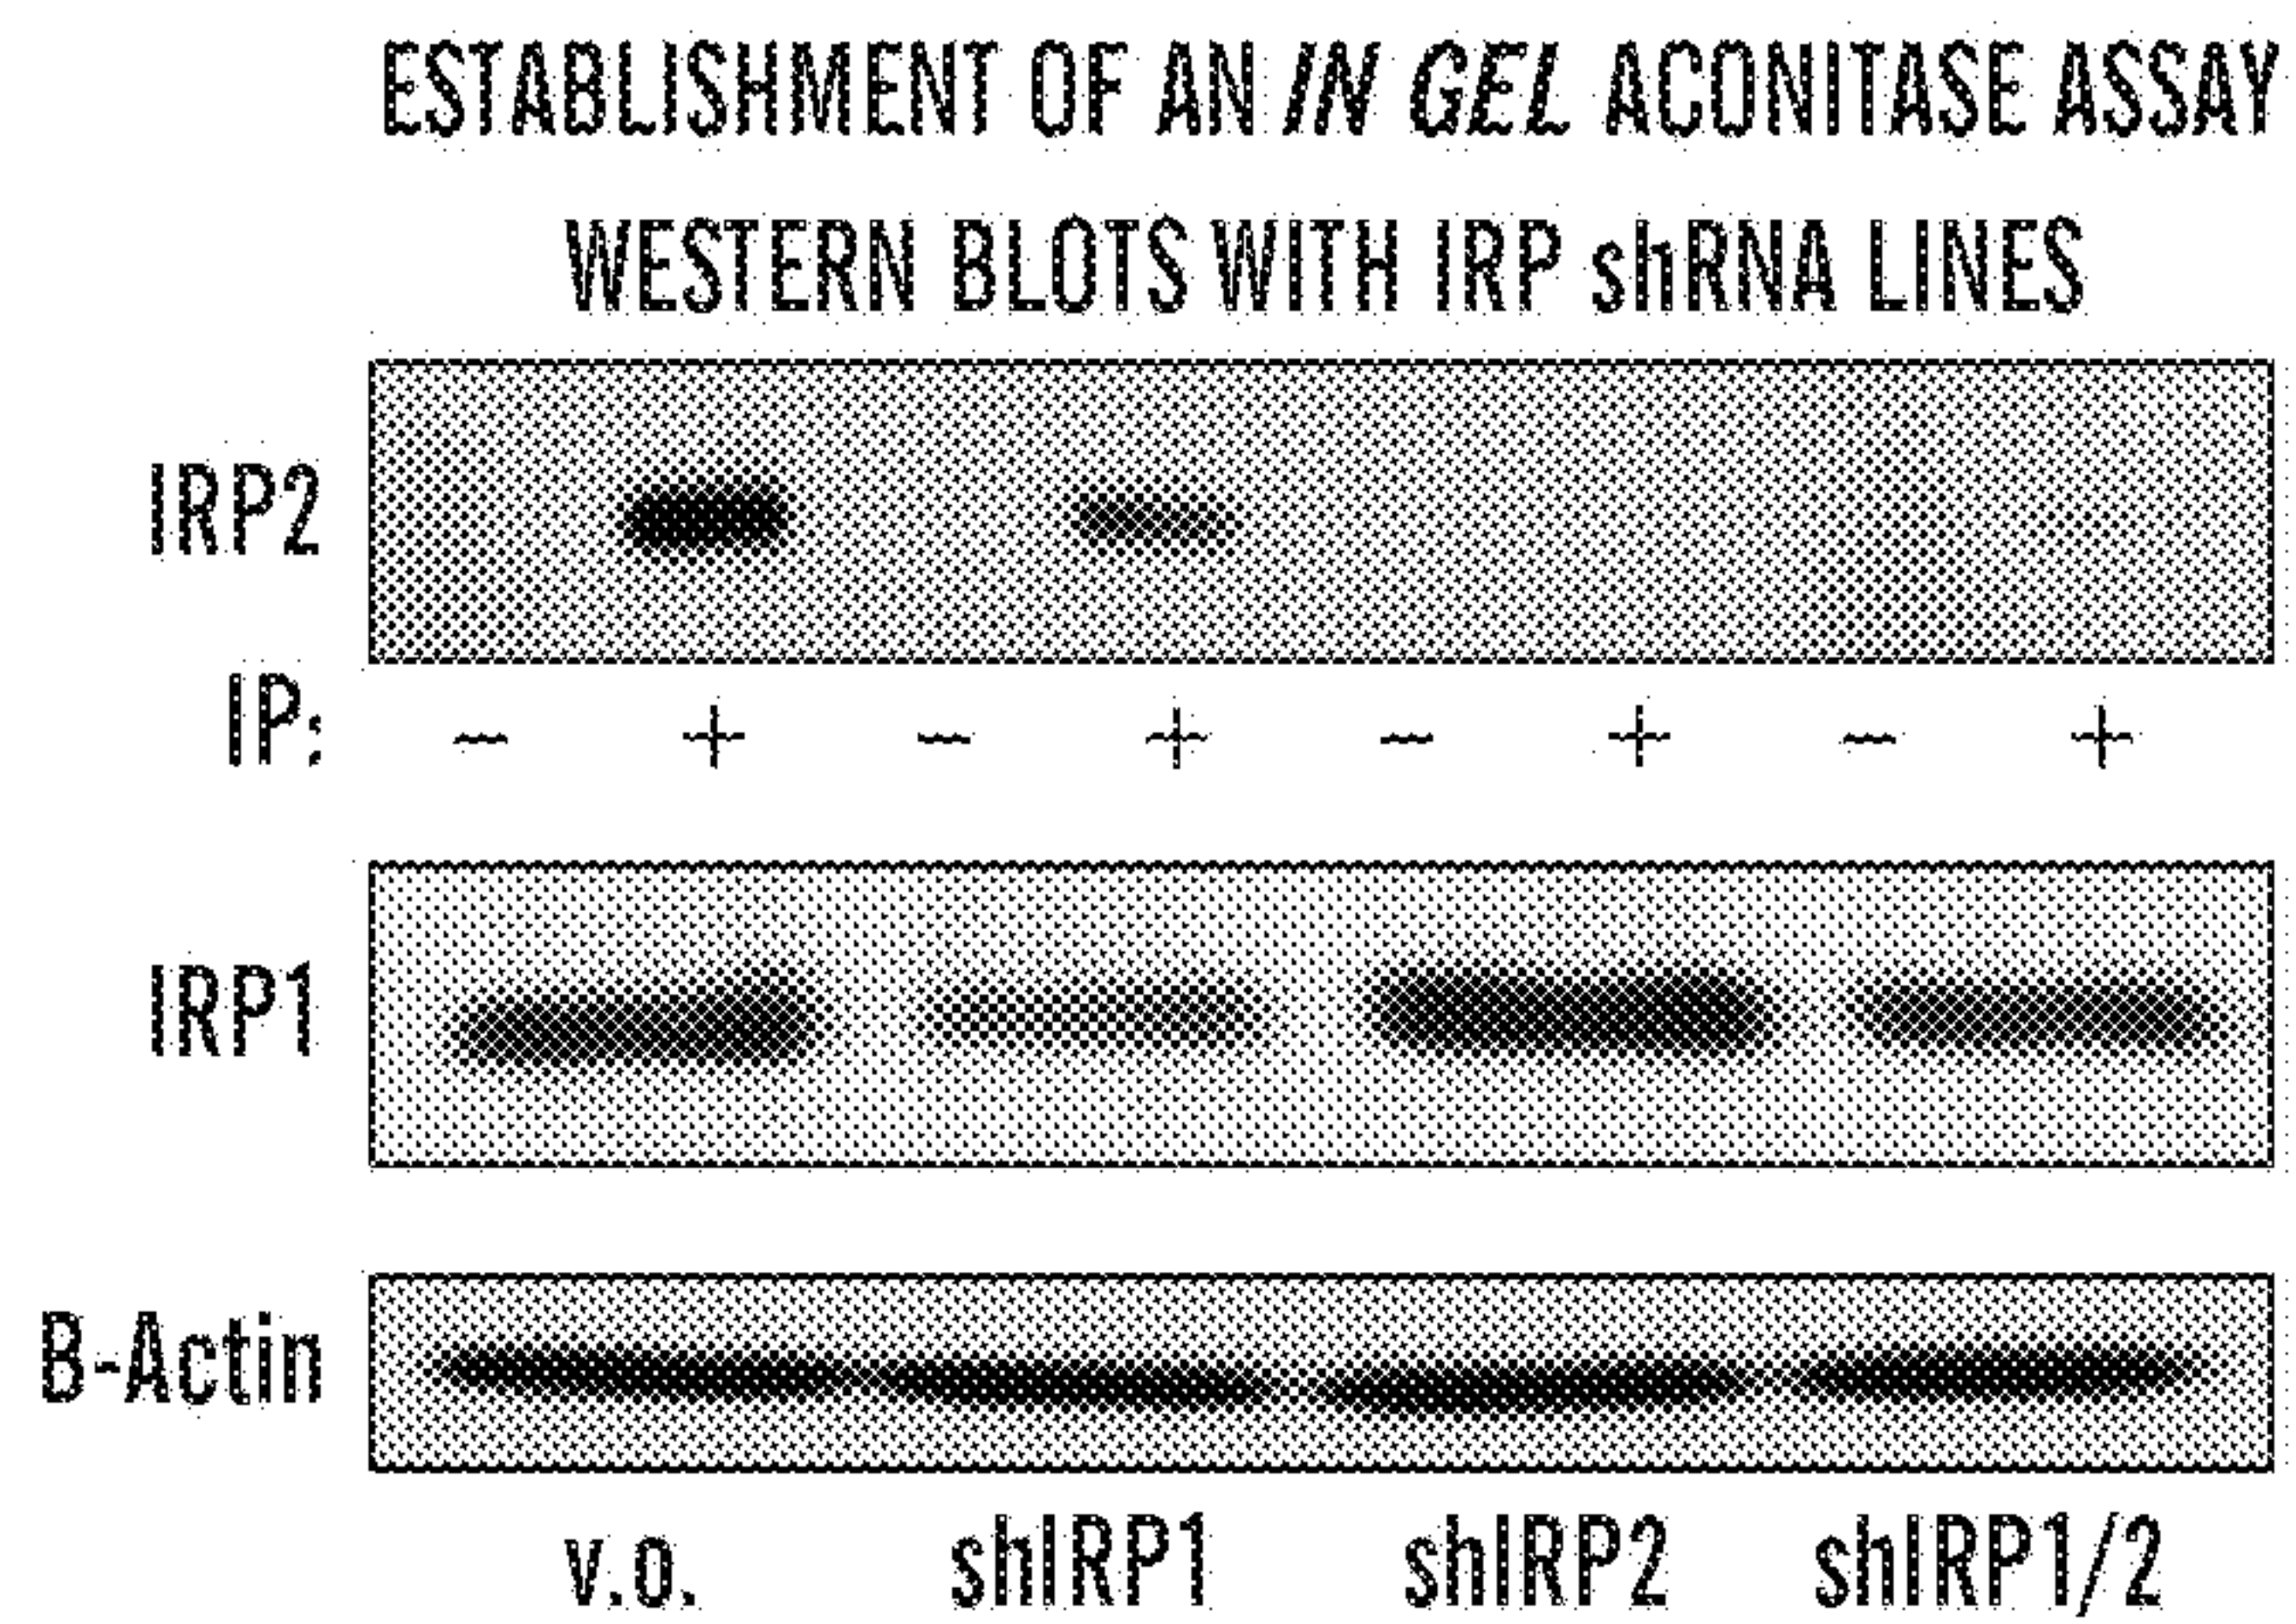 ESTABLISHMENT OF AN IN GEL ACONITASE ASSAY
WESTERN BLOTS WITH IRP shRNA LINES
IRP2
IP: − + − + − + − +
IRP1
B-Actin
v.o. shIRP1 shIRP2 shIRP1/2